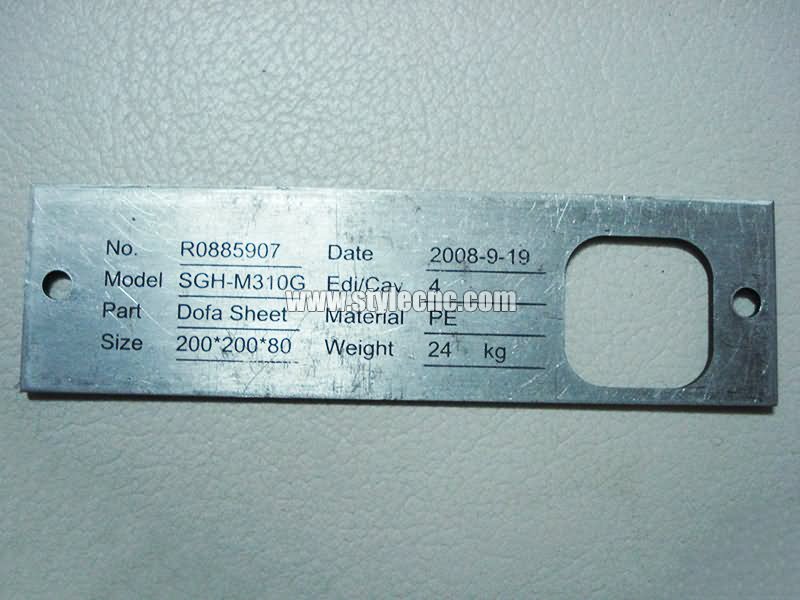 No. R0885907 Date 2008-9-19
Model SGH-M310G Edi/Cav 4
www.stylecnc.com
Part Dofa Sheet Material PE
Size 200*200*80 Weight 24 kg